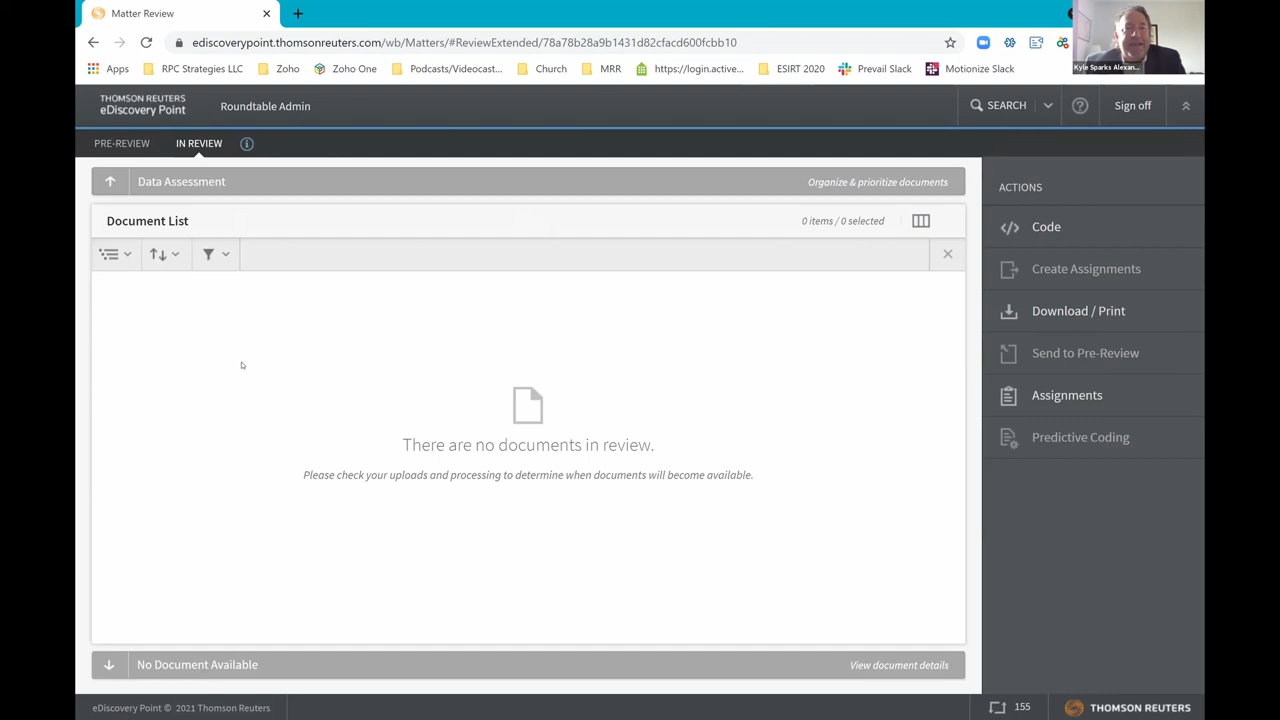 Matter Review
ediscoverypoint.thomsonreuters.com/wb/Matters/#ReviewExtended/78a78b28a9b1431d82cfacd600fcbb10
Apps RPC Strategies LLC Zoho Zoho One Podcasts/Videocast... Church MRR https://login.active... ESIRT 2020 Prevail Slack Motionize Slack
Kyle Sparks Alexan...
THOMSON REUTERS
eDiscovery Point
Roundtable Admin
SEARCH
Sign off
PRE-REVIEW IN REVIEW
Data Assessment Organize & prioritize documents
Document List 0 items / 0 selected
There are no documents in review.
Please check your uploads and processing to determine when documents will become available.
No Document Available View document details
ACTIONS
Code
Create Assignments
Download / Print
Send to Pre-Review
Assignments
Predictive Coding
eDiscovery Point © 2021 Thomson Reuters
155
THOMSON REUTERS